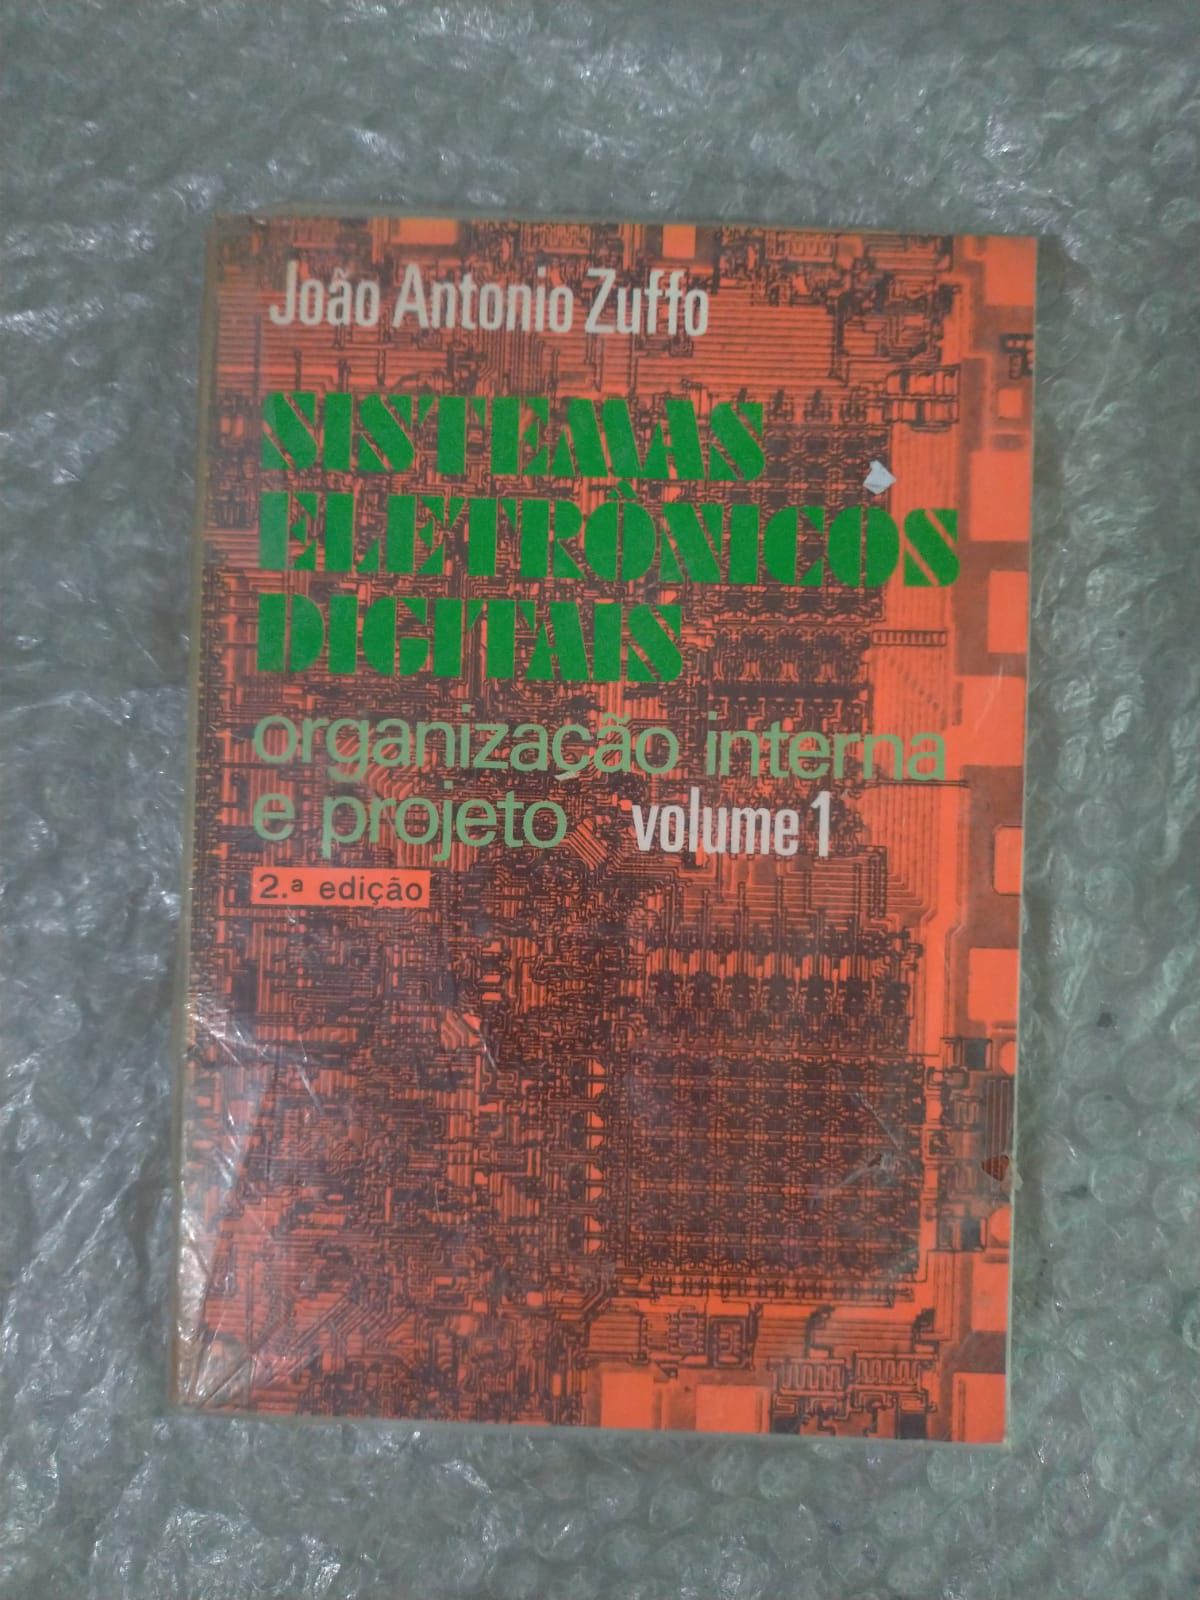 João Antonio Zuffo
SISTEMAS
ELETRÔNICOS
DIGITAIS
organização interna
e projeto volume 1
2.ª edição